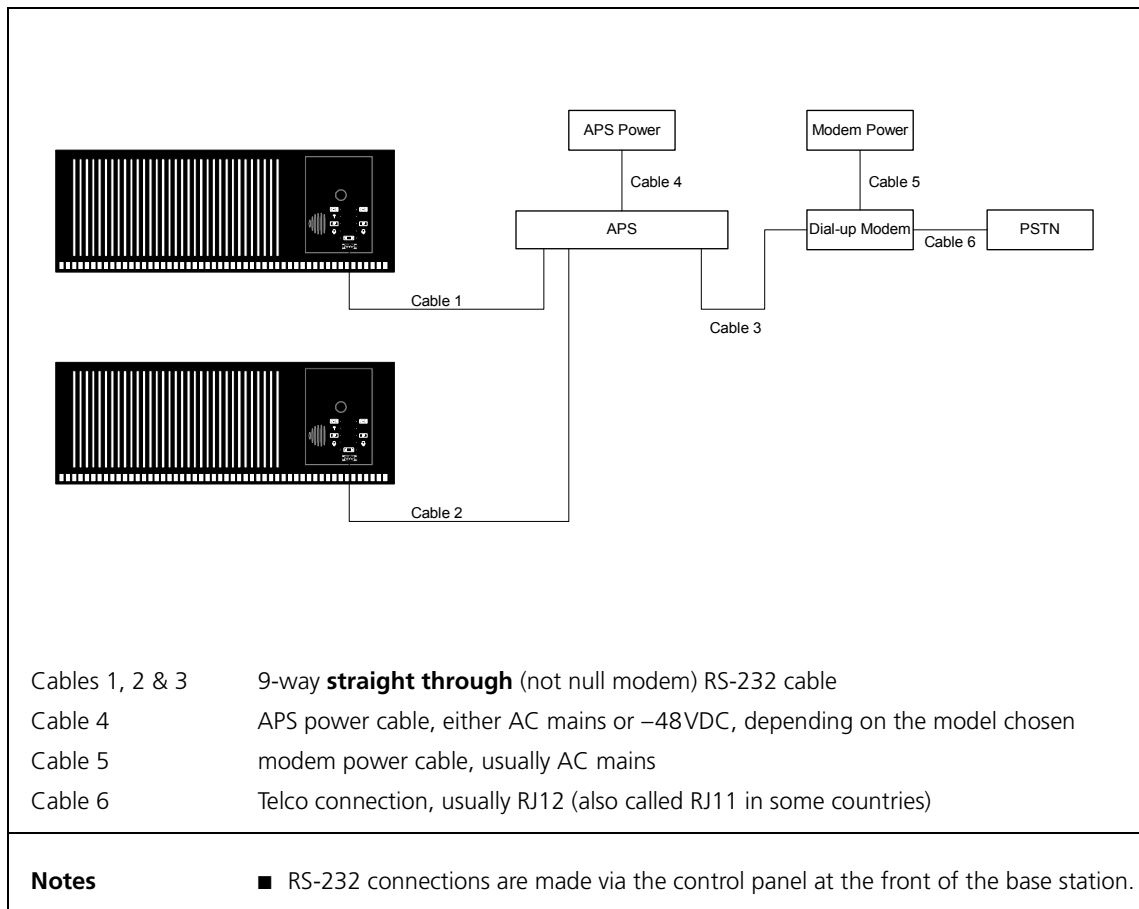 APS Power
Modem Power
Cable 4
Cable 5
APS
Dial-up Modem
Cable 6
PSTN
Cable 1
Cable 3
Cable 2
Cables 1, 2 & 3 9-way straight through (not null modem) RS-232 cable
Cable 4 APS power cable, either AC mains or –48VDC, depending on the model chosen
Cable 5 modem power cable, usually AC mains
Cable 6 Telco connection, usually RJ12 (also called RJ11 in some countries)
Notes ■ RS-232 connections are made via the control panel at the front of the base station.